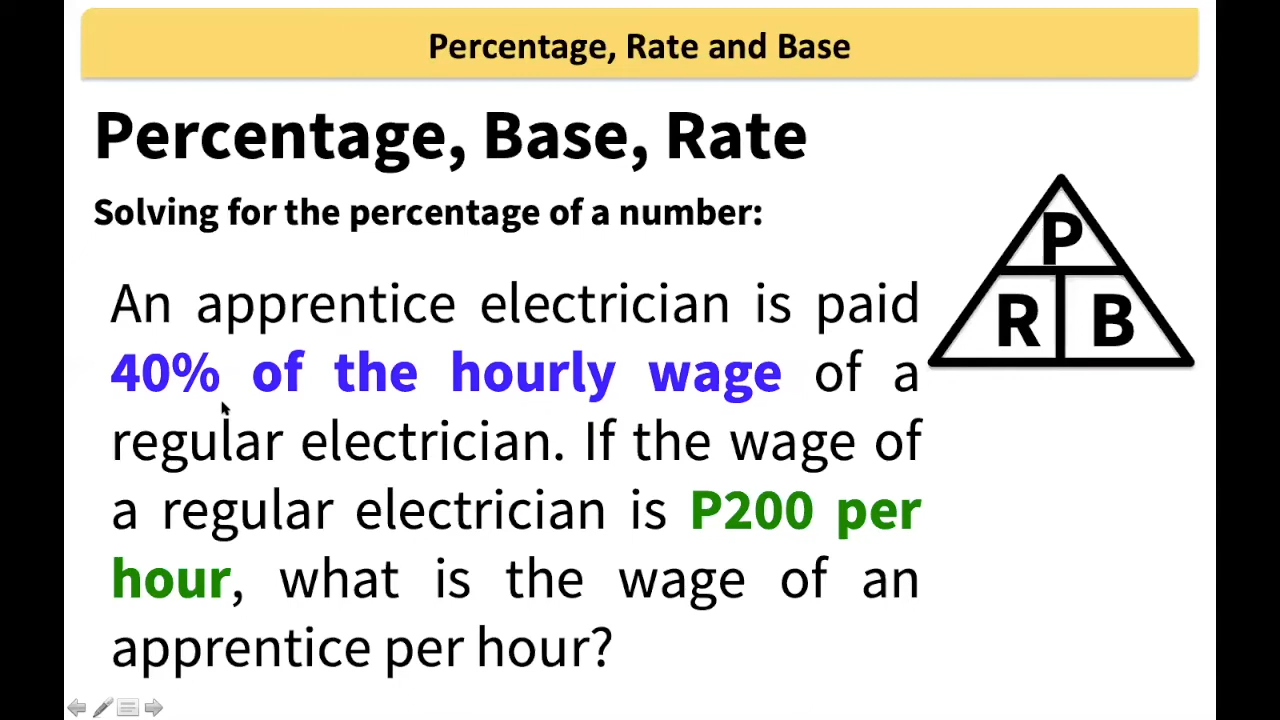 Percentage, Rate and Base
Percentage, Base, Rate
Solving for the percentage of a number:
An apprentice electrician is paid
40% of the hourly wage of a
regular electrician. If the wage of
a regular electrician is P200 per
hour, what is the wage of an
apprentice per hour?
P
R B